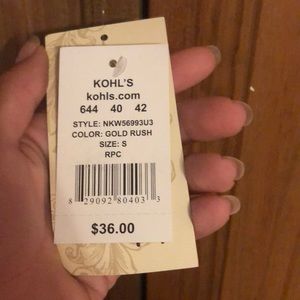 KOHL'S
kohls.com
644 40 42
STYLE: NKW56993U3
COLOR: GOLD RUSH
SIZE: S
RPC
8 29092 80403 3
$36.00